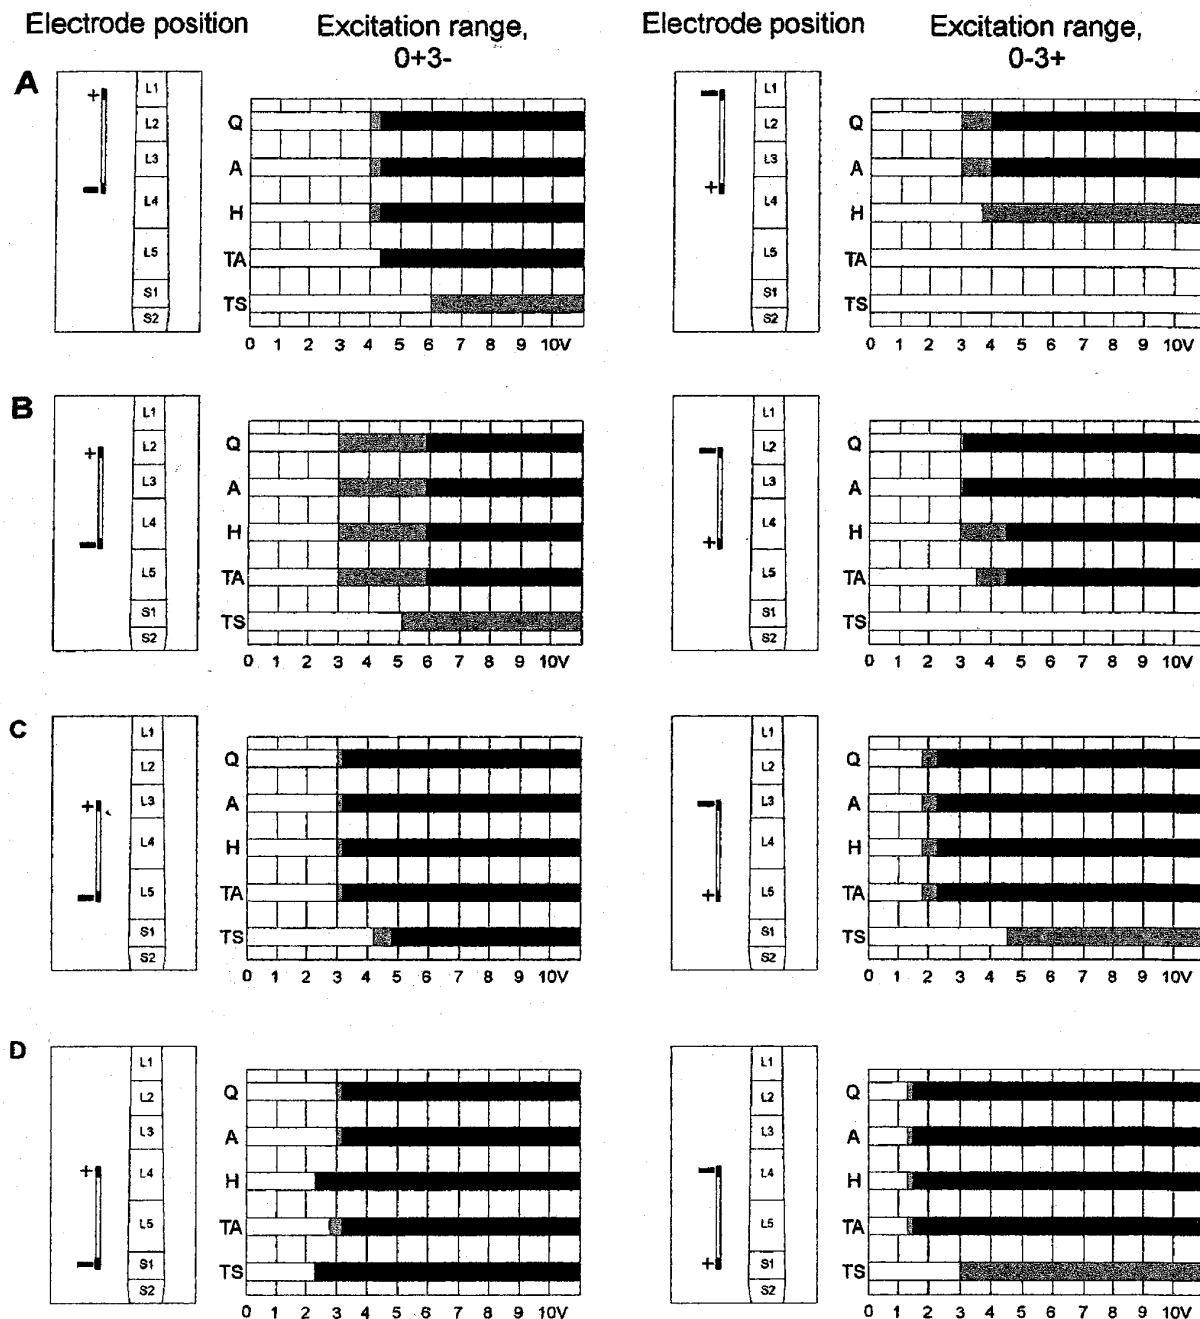 Electrode position Excitation range, 0+3- Electrode position Excitation range, 0-3+
A
+ L1 L2 L3 L4 L5 S1 S2
Q
A
H
TA
TS
0 1 2 3 4 5 6 7 8 9 10V
+ L1 L2 L3 L4 L5 S1 S2
Q
A
H
TA
TS
0 1 2 3 4 5 6 7 8 9 10V
B
+ L1 L2 L3 L4 L5 S1 S2
Q
A
H
TA
TS
0 1 2 3 4 5 6 7 8 9 10V
+ L1 L2 L3 L4 L5 S1 S2
Q
A
H
TA
TS
0 1 2 3 4 5 6 7 8 9 10V
C
+ L1 L2 L3 L4 L5 S1 S2
Q
A
H
TA
TS
0 1 2 3 4 5 6 7 8 9 10V
+ L1 L2 L3 L4 L5 S1 S2
Q
A
H
TA
TS
0 1 2 3 4 5 6 7 8 9 10V
D
+ L1 L2 L3 L4 L5 S1 S2
Q
A
H
TA
TS
0 1 2 3 4 5 6 7 8 9 10V
+ L1 L2 L3 L4 L5 S1 S2
Q
A
H
TA
TS
0 1 2 3 4 5 6 7 8 9 10V